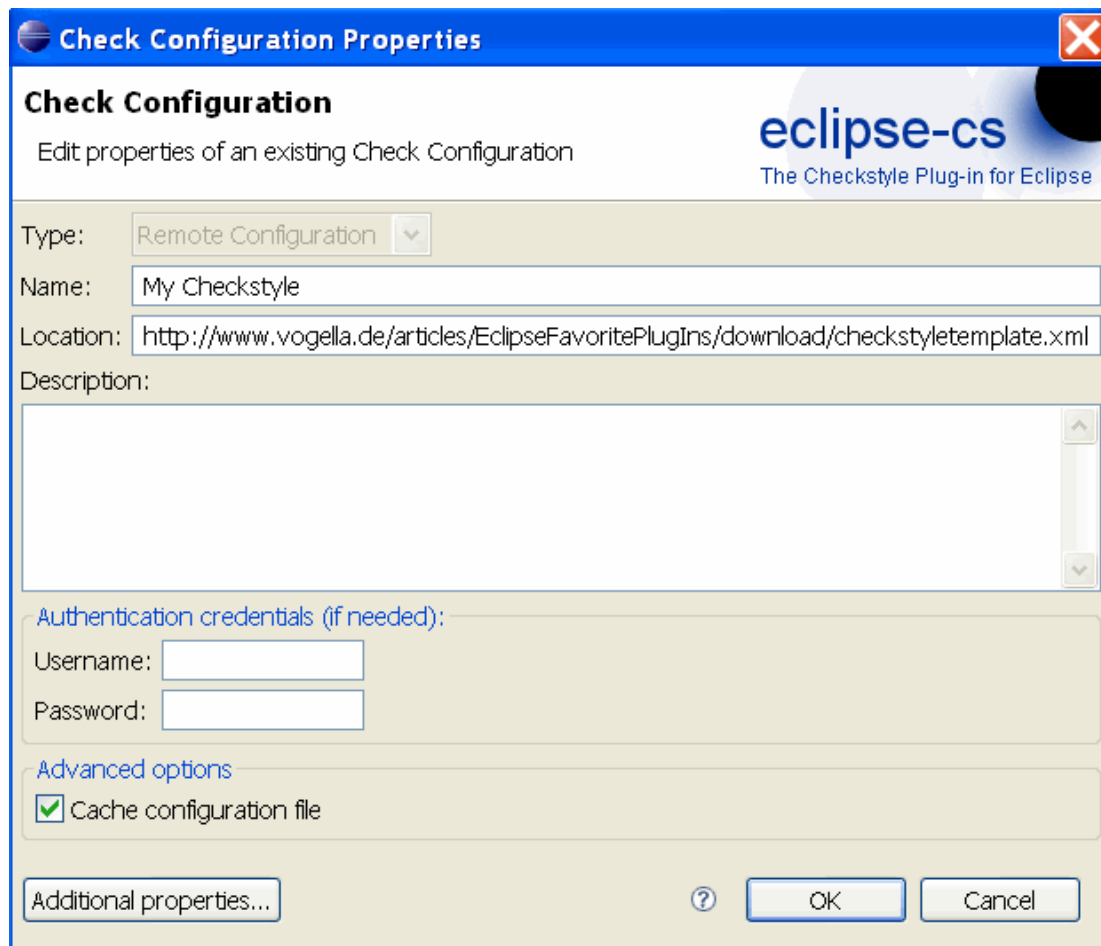 Check Configuration Properties
Check Configuration
Edit properties of an existing Check Configuration
eclipse-cs
The Checkstyle Plug-in for Eclipse
Type: Remote Configuration
Name: My Checkstyle
Location: http://www.vogella.de/articles/EclipseFavoritePlugIns/download/checkstyletemplate.xml
Description:
Authentication credentials (if needed):
Username:
Password:
Advanced options
Cache configuration file
Additional properties... ? OK Cancel